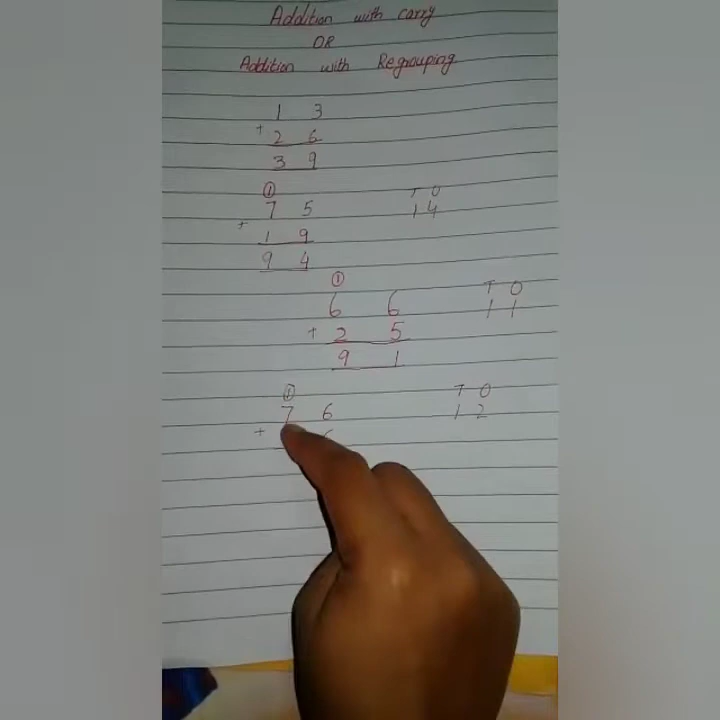 Addition with carry
OR
Addition with Regrouping
1 3
+ 2 6
3 9
①
7 5 T O
+ 1 9 1 4
9 4
①
6 6 T O
+ 2 5 1 1
9 1
①
7 6 T O
+ 1 2